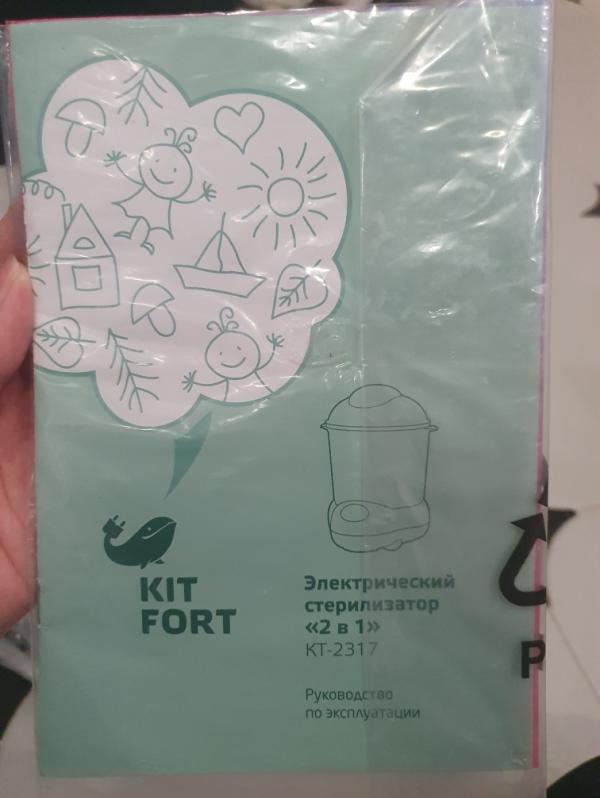 KIT
FORT
Электрический
стерилизатор
«2 в 1»
КТ-2317
Руководство
по эксплуатации
P